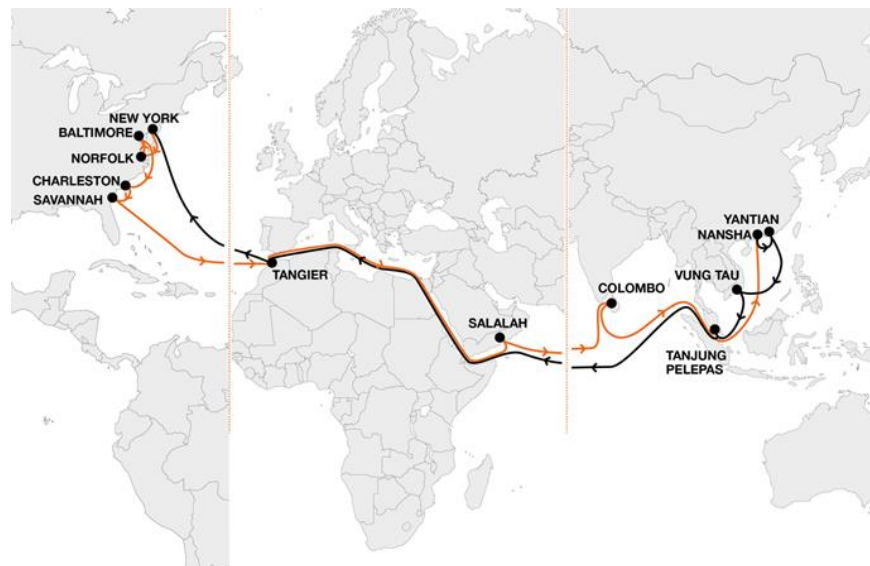 NEW YORK
BALTIMORE
NORFOLK
CHARLESTON
SAVANNAH
TANGIER
SALALAH
COLOMBO
YANTIAN
NANSHA
VUNG TAU
TANJUNG
PELEPAS